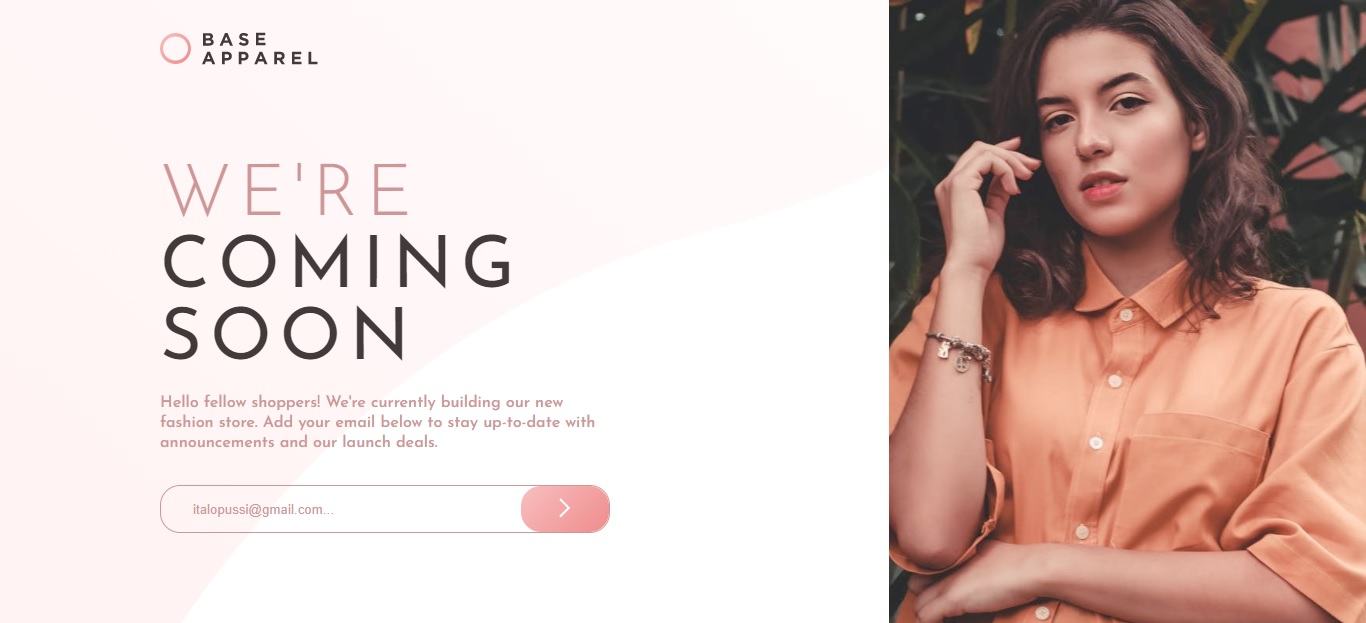 BASE
APPAREL
WE'RE
COMING
SOON
Hello fellow shoppers! We're currently building our new
fashion store. Add your email below to stay up-to-date with
announcements and our launch deals.
italopussi@gmail.com...